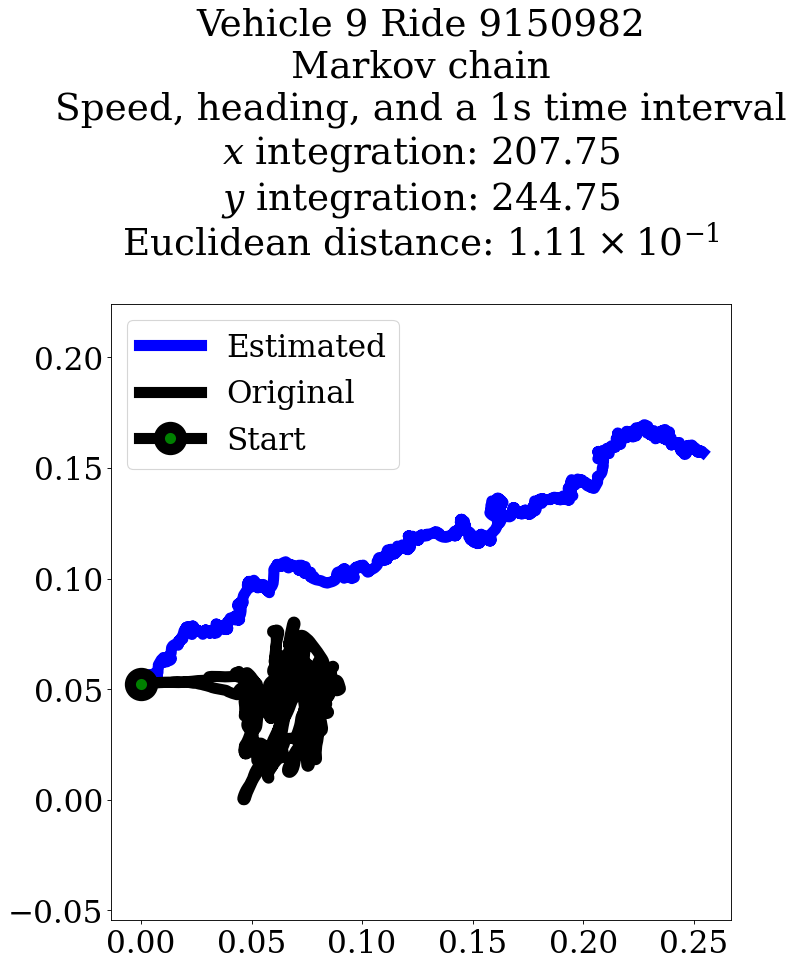 Vehicle 9 Ride 9150982
Markov chain
Speed, heading, and a 1s time interval
x integration: 207.75
y integration: 244.75
Euclidean distance: 1.11 × 10⁻¹
Estimated
Original
Start
0.20
0.15
0.10
0.05
0.00
−0.05
0.00 0.05 0.10 0.15 0.20 0.25